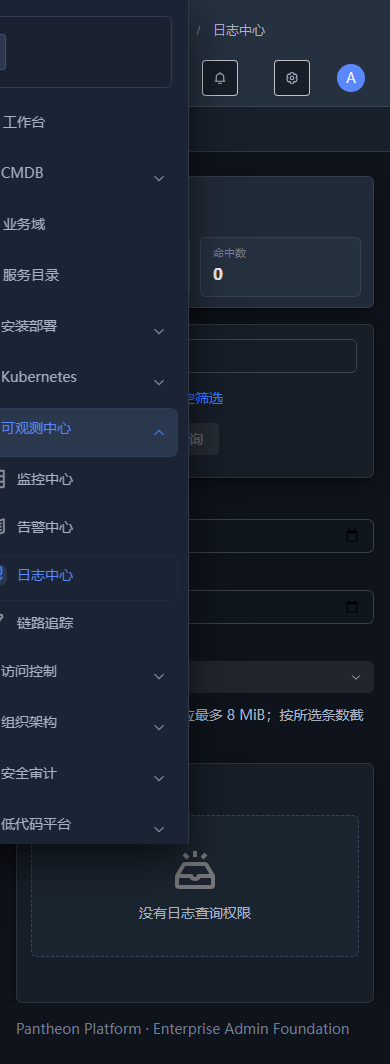 / 日志中心
A
工作台
CMDB
业务域
服务目录
安装部署
Kubernetes
可观测中心
监控中心
告警中心
日志中心
链路追踪
访问控制
组织架构
安全审计
低代码平台
命中数
0
筛选
询
最多 8 MiB；按所选条数截
没有日志查询权限
Pantheon Platform · Enterprise Admin Foundation